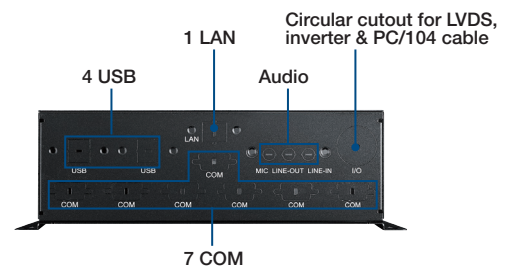 Circular cutout for LVDS,
inverter & PC/104 cable
1 LAN
4 USB
Audio
LAN
USB
USB
COM
MIC
LINE-OUT
LINE-IN
I/O
COM
COM
COM
COM
COM
COM
7 COM